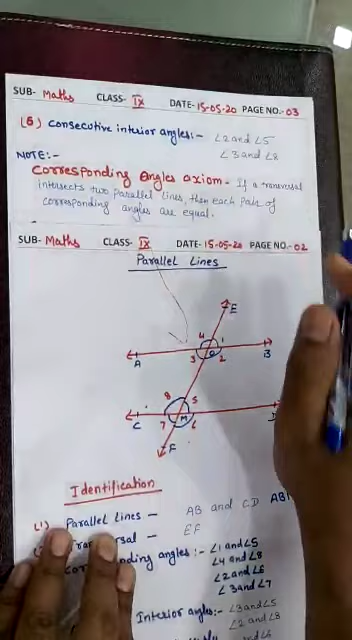 SUB- Maths CLASS- IX DATE-15-05-20 PAGE NO.-03
(5) Consecutive interior angles:- ∠2 and ∠5
∠3 and ∠8
NOTE:-
Corresponding Angles axiom- If a transversal
intersects two parallel lines, then each pair of
corresponding angles are equal.
SUB- Maths CLASS- IX DATE-15-05-20 PAGE NO.-02
Parallel Lines
E
4 1
A 3 2 B
8 5
C 7 M 6 D
F
Identification
(1) Parallel Lines - AB and CD AB
- EF
angles:- ∠1 and ∠5
∠4 and ∠8
∠2 and ∠6
∠3 and ∠7
Interior angles:- ∠3 and ∠5
∠2 and ∠8